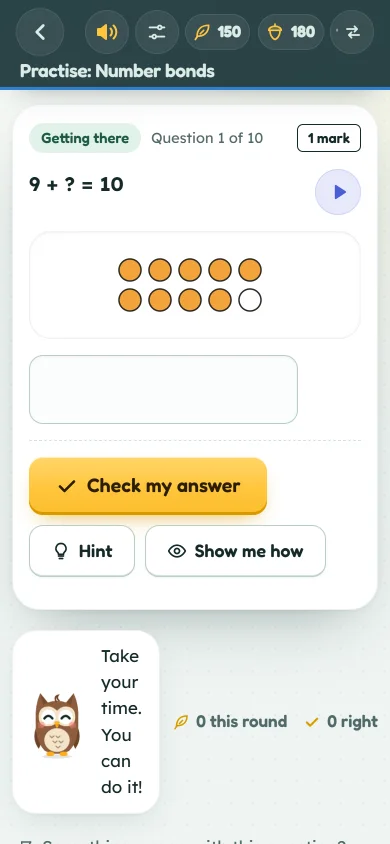 150
180
Practise: Number bonds
Getting there
Question 1 of 10
1 mark
9 + ? = 10
Check my answer
Hint
Show me how
Take
your
time.
You
can
do it!
0 this round
0 right